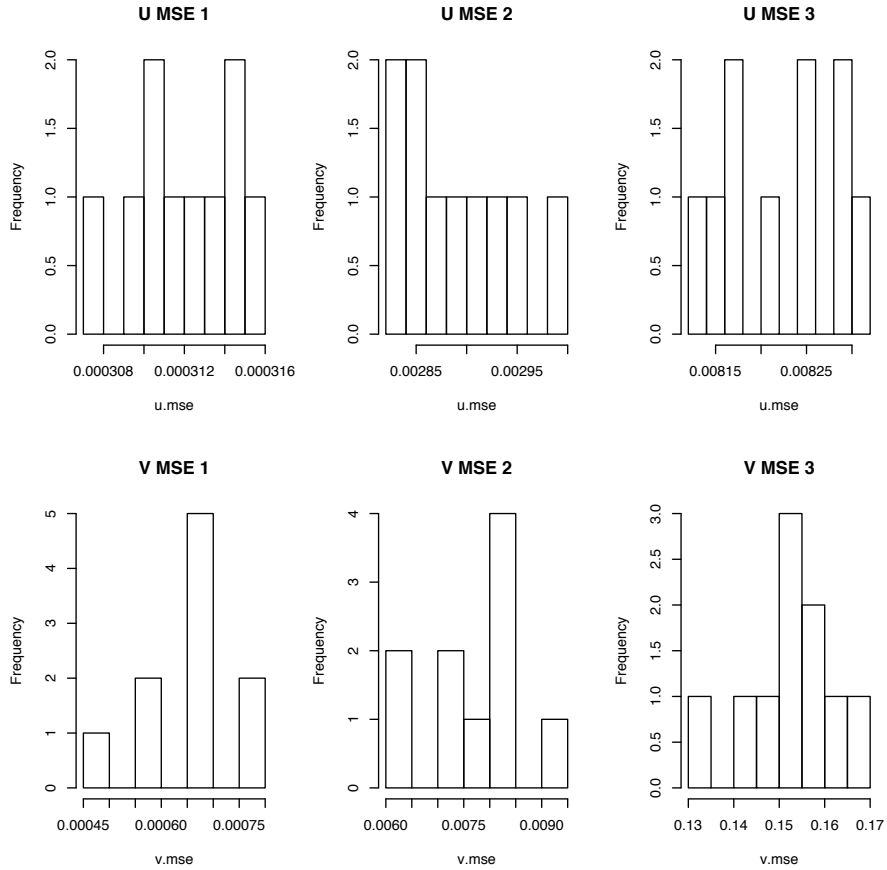 U MSE 1
Frequency
2.0
1.5
1.0
0.5
0.0
0.000308 0.000312 0.000316
u.mse
U MSE 2
Frequency
2.0
1.5
1.0
0.5
0.0
0.00285 0.00295
u.mse
U MSE 3
Frequency
2.0
1.5
1.0
0.5
0.0
0.00815 0.00825
u.mse
V MSE 1
Frequency
5
4
3
2
1
0
0.00045 0.00060 0.00075
v.mse
V MSE 2
Frequency
4
3
2
1
0
0.0060 0.0075 0.0090
v.mse
V MSE 3
Frequency
3.0
2.5
2.0
1.5
1.0
0.5
0.0
0.13 0.14 0.15 0.16 0.17
v.mse